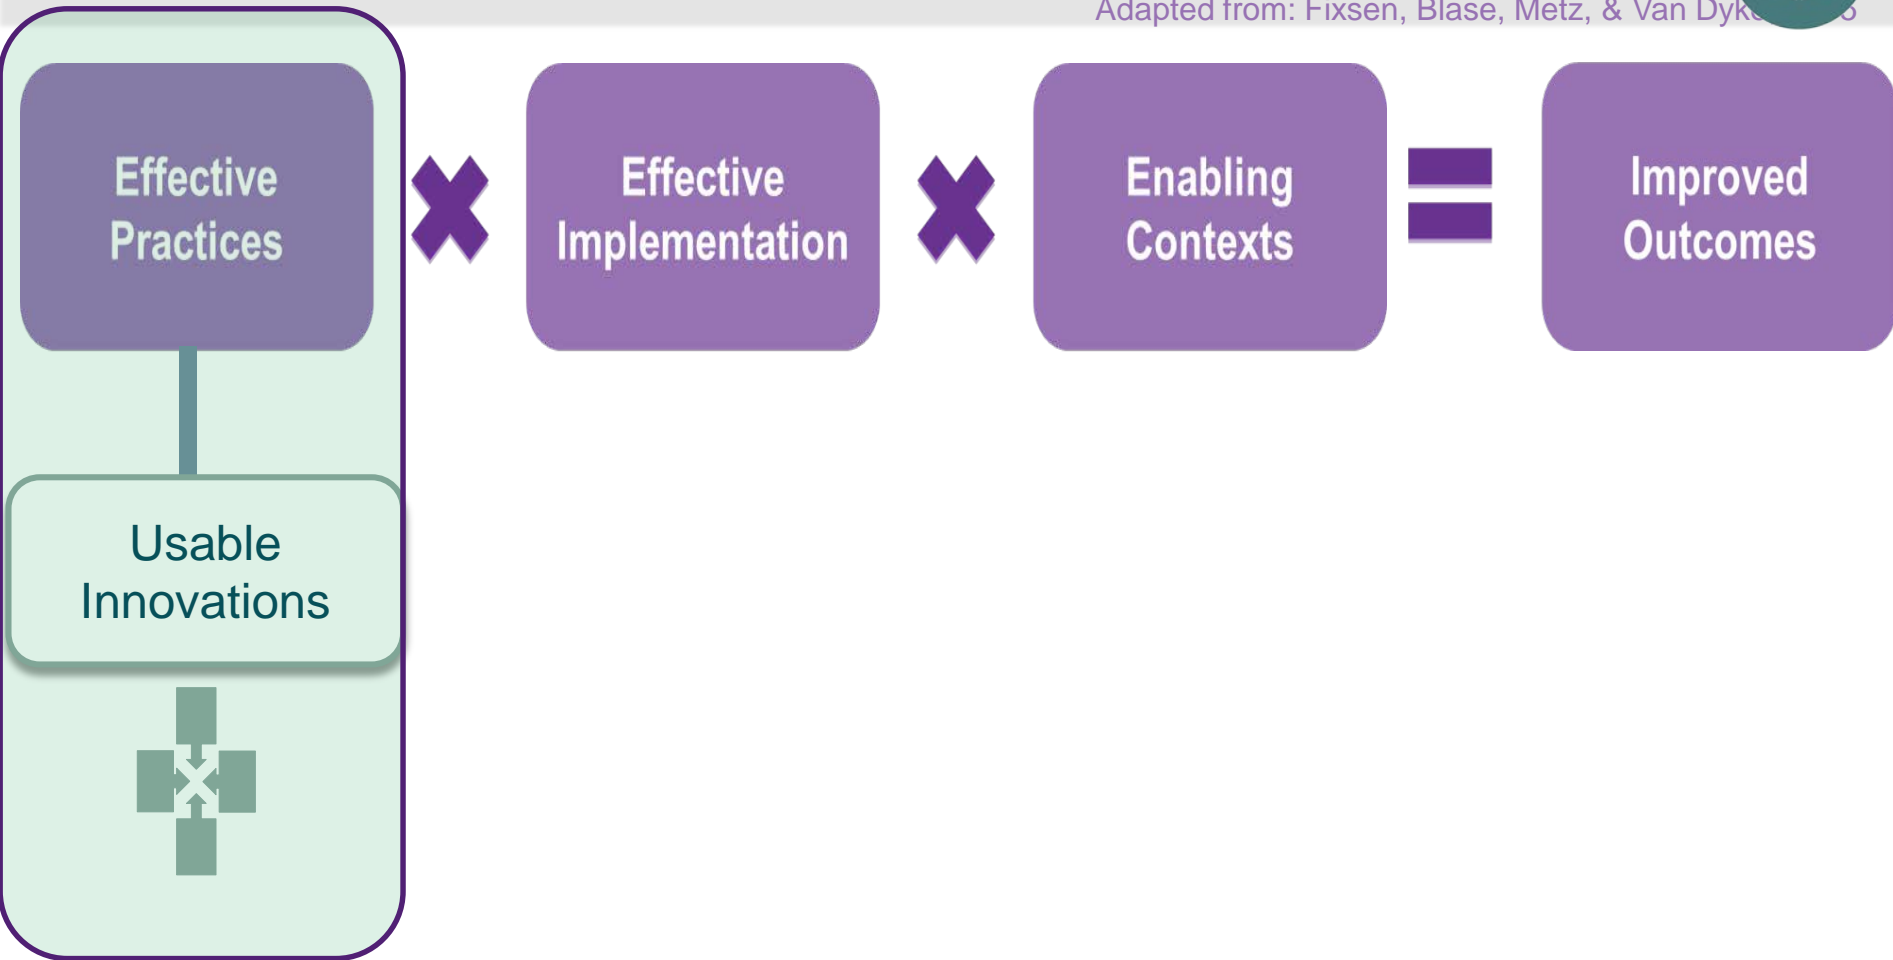 Adapted from: Fixsen, Blase, Metz, & Van
Effective
Practices
Effective
Implementation
Enabling
Contexts
Improved
Outcomes
Usable
Innovations